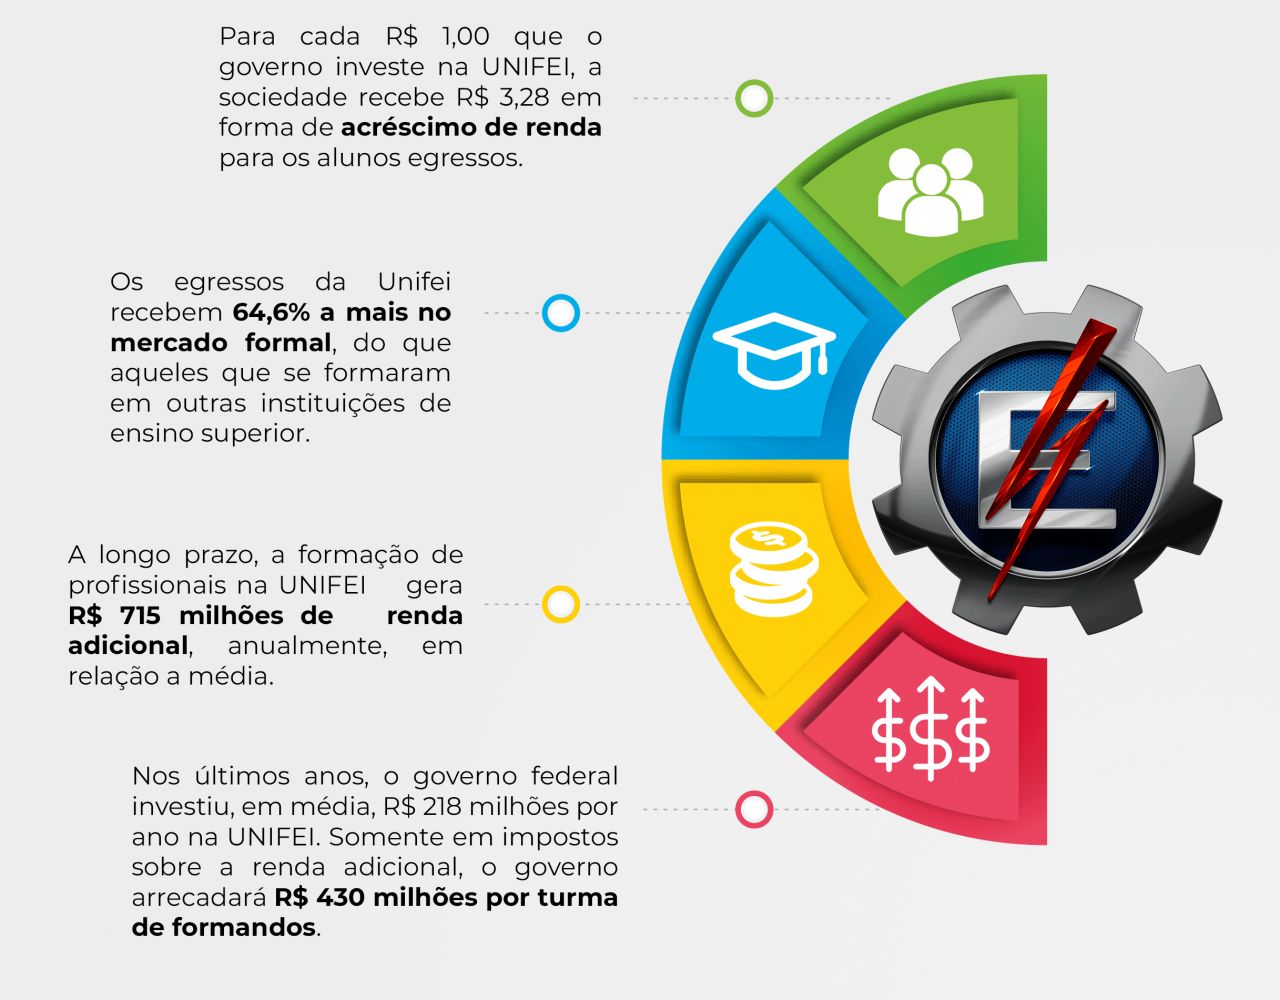 Para cada R$ 1,00 que o
governo investe na UNIFEI, a
sociedade recebe R$ 3,28 em
forma de acréscimo de renda
para os alunos egressos.
Os egressos da Unifei
recebem 64,6% a mais no
mercado formal, do que
aqueles que se formaram
em outras instituições de
ensino superior.
A longo prazo, a formação de
profissionais na UNIFEI gera
R$ 715 milhões de renda
adicional, anualmente, em
relação a média.
Nos últimos anos, o governo federal
investiu, em média, R$ 218 milhões por
ano na UNIFEI. Somente em impostos
sobre a renda adicional, o governo
arrecadará R$ 430 milhões por turma
de formandos.
E